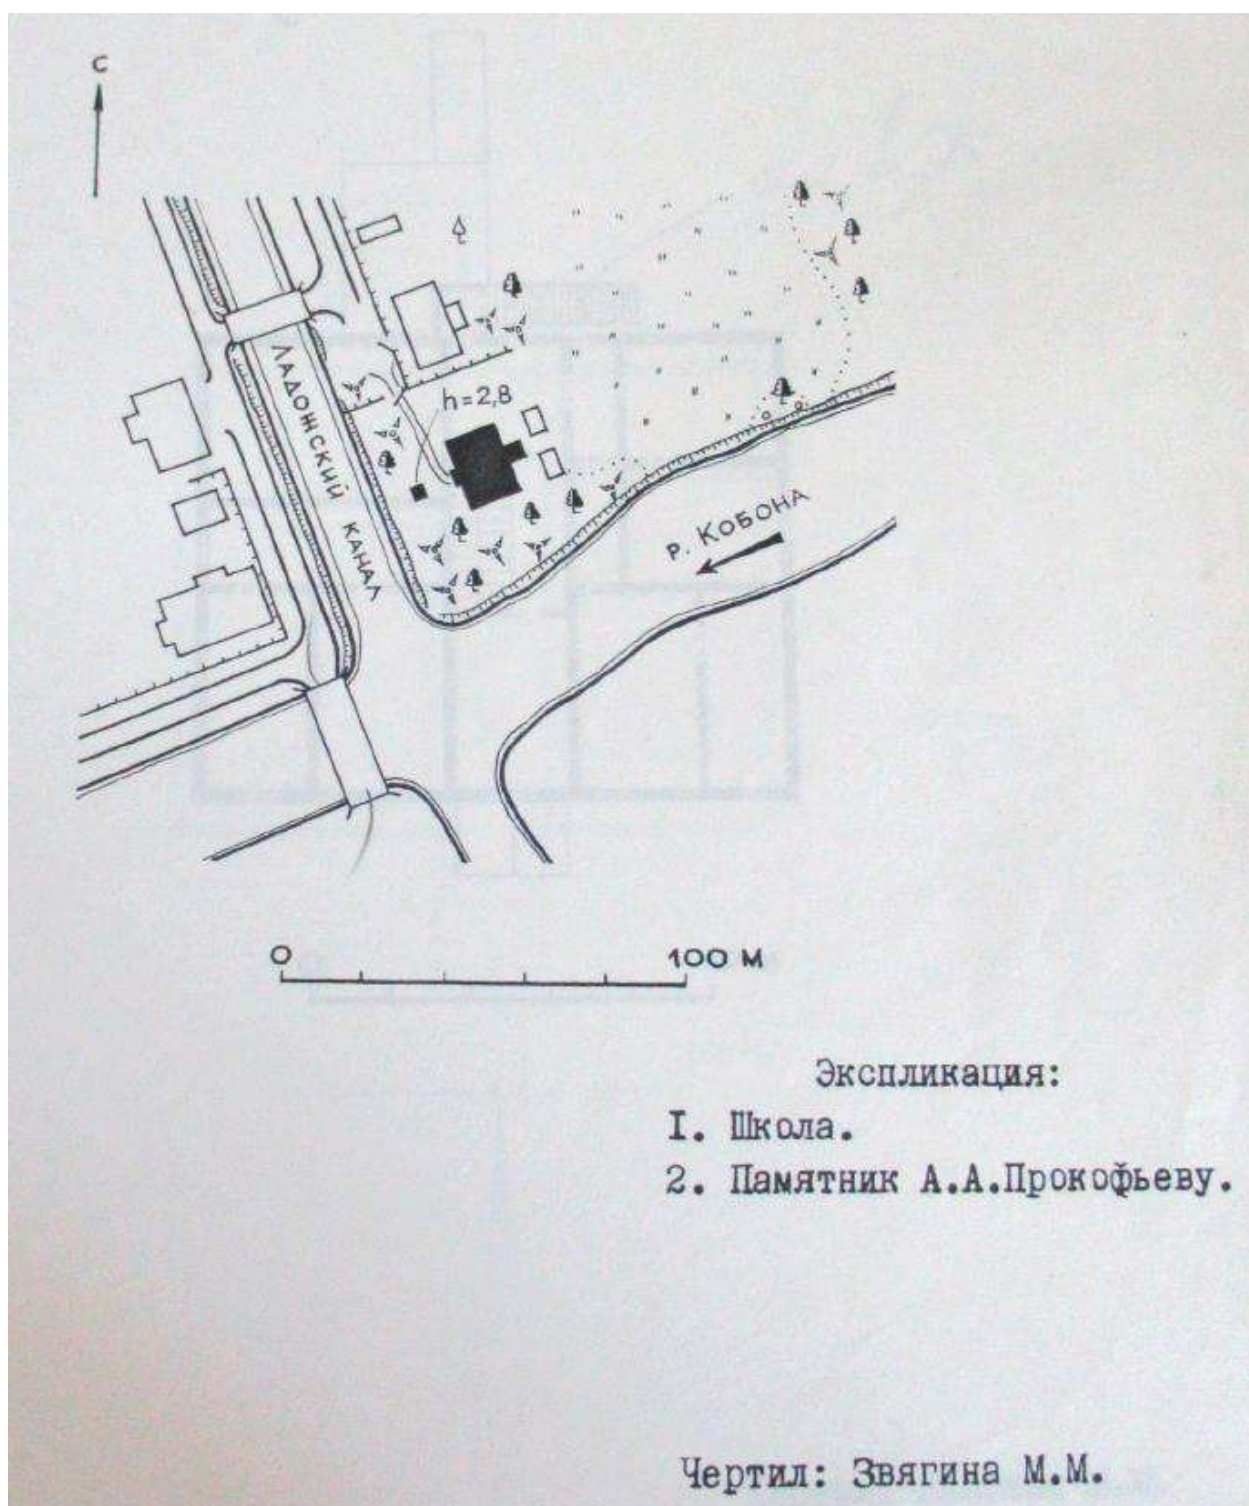 С
ЛАДОЖСКИЙ КАНАЛ
h=2,8
р. КОБОНА
0 100 М
Экспликация:
I. Школа.
2. Памятник А.А.Прокофьеву.
Чертил: Звягина М.М.